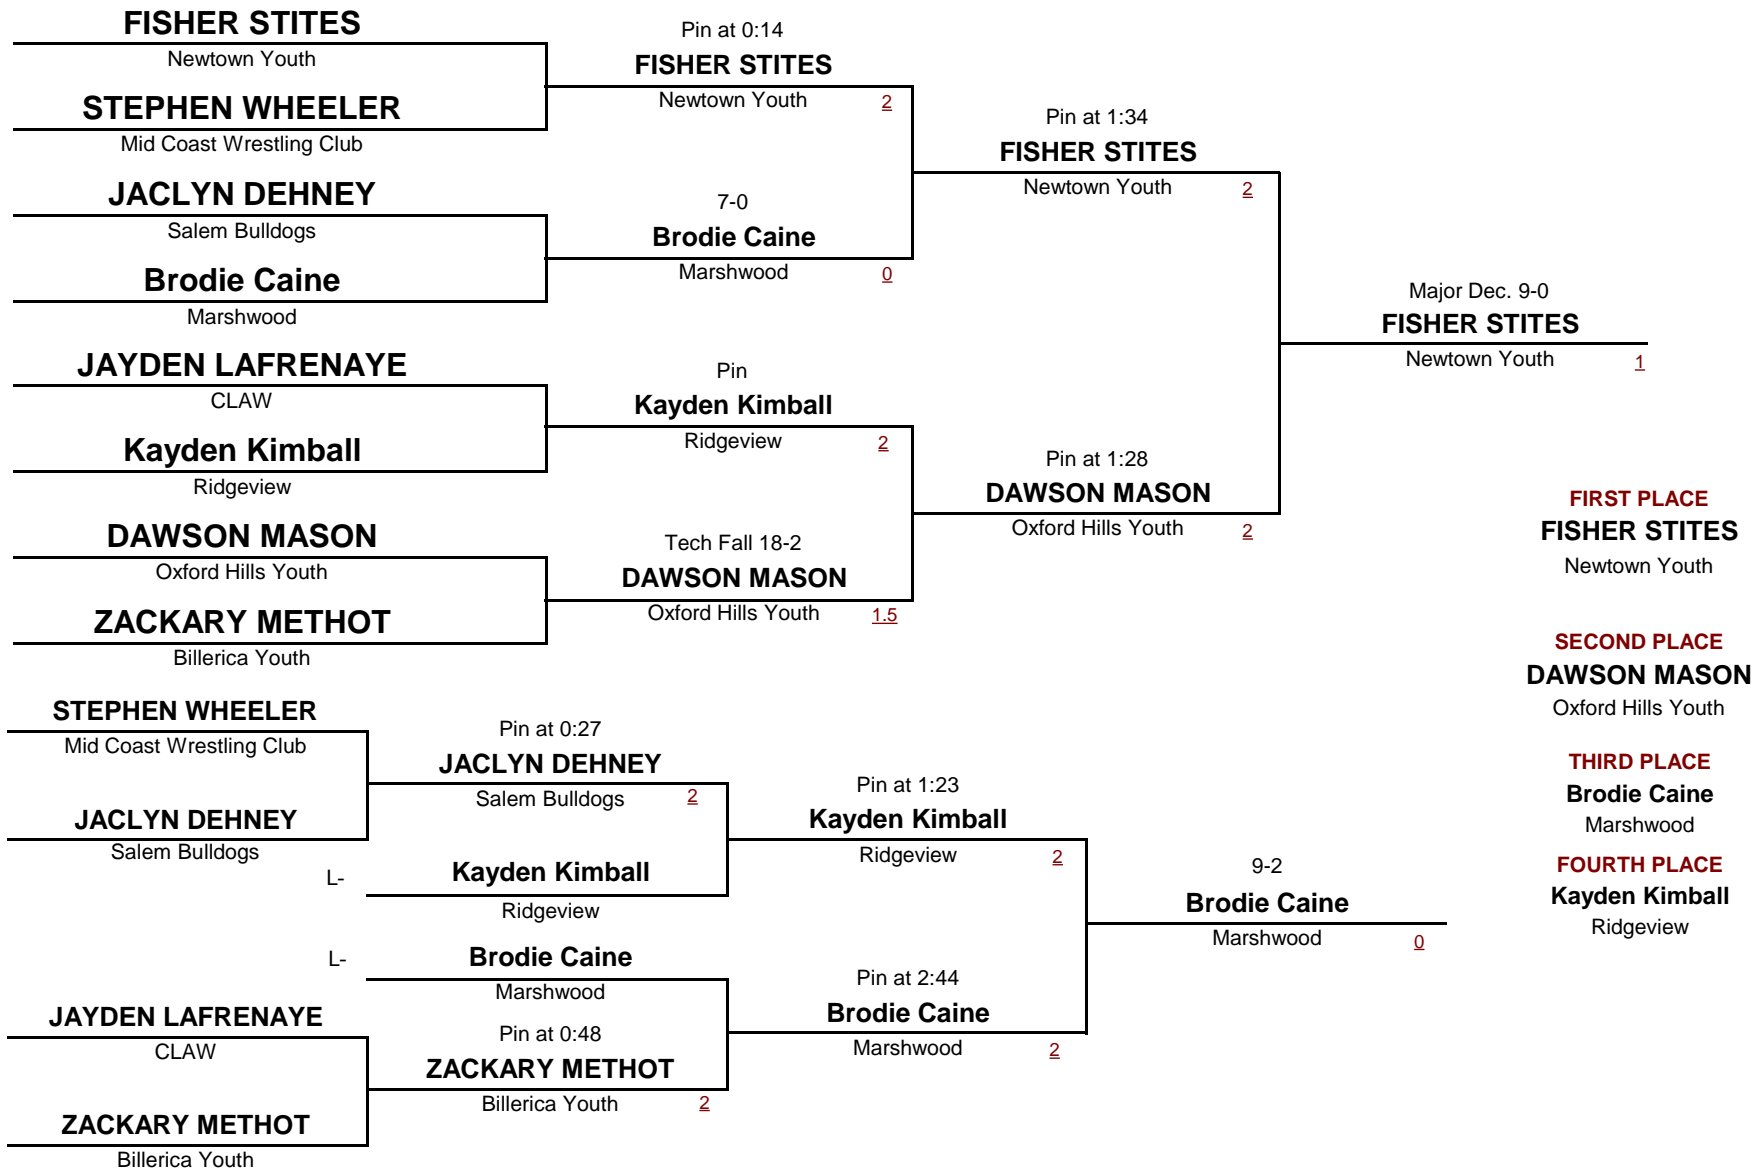 FISHER STITES
Newtown Youth
STEPHEN WHEELER
Mid Coast Wrestling Club
JACLYN DEHNEY
Salem Bulldogs
Brodie Caine
Marshwood
JAYDEN LAFRENAYE
CLAW
Kayden Kimball
Ridgeview
DAWSON MASON
Oxford Hills Youth
ZACKARY METHOT
Billerica Youth
Pin at 0:14
FISHER STITES
Newtown Youth 2
7-0
Brodie Caine
Marshwood 0
Pin
Kayden Kimball
Ridgeview 2
Tech Fall 18-2
DAWSON MASON
Oxford Hills Youth 1.5
Pin at 1:34
FISHER STITES
Newtown Youth 2
Pin at 1:28
DAWSON MASON
Oxford Hills Youth 2
Major Dec. 9-0
FISHER STITES
Newtown Youth 1
STEPHEN WHEELER
Mid Coast Wrestling Club
JACLYN DEHNEY
Salem Bulldogs
JAYDEN LAFRENAYE
CLAW
ZACKARY METHOT
Billerica Youth
Pin at 0:27
JACLYN DEHNEY
Salem Bulldogs 2
L- Kayden Kimball
Ridgeview
L- Brodie Caine
Marshwood
Pin at 0:48
ZACKARY METHOT
Billerica Youth 2
Pin at 1:23
Kayden Kimball
Ridgeview 2
Pin at 2:44
Brodie Caine
Marshwood 2
9-2
Brodie Caine
Marshwood 0
FIRST PLACE
FISHER STITES
Newtown Youth
SECOND PLACE
DAWSON MASON
Oxford Hills Youth
THIRD PLACE
Brodie Caine
Marshwood
FOURTH PLACE
Kayden Kimball
Ridgeview